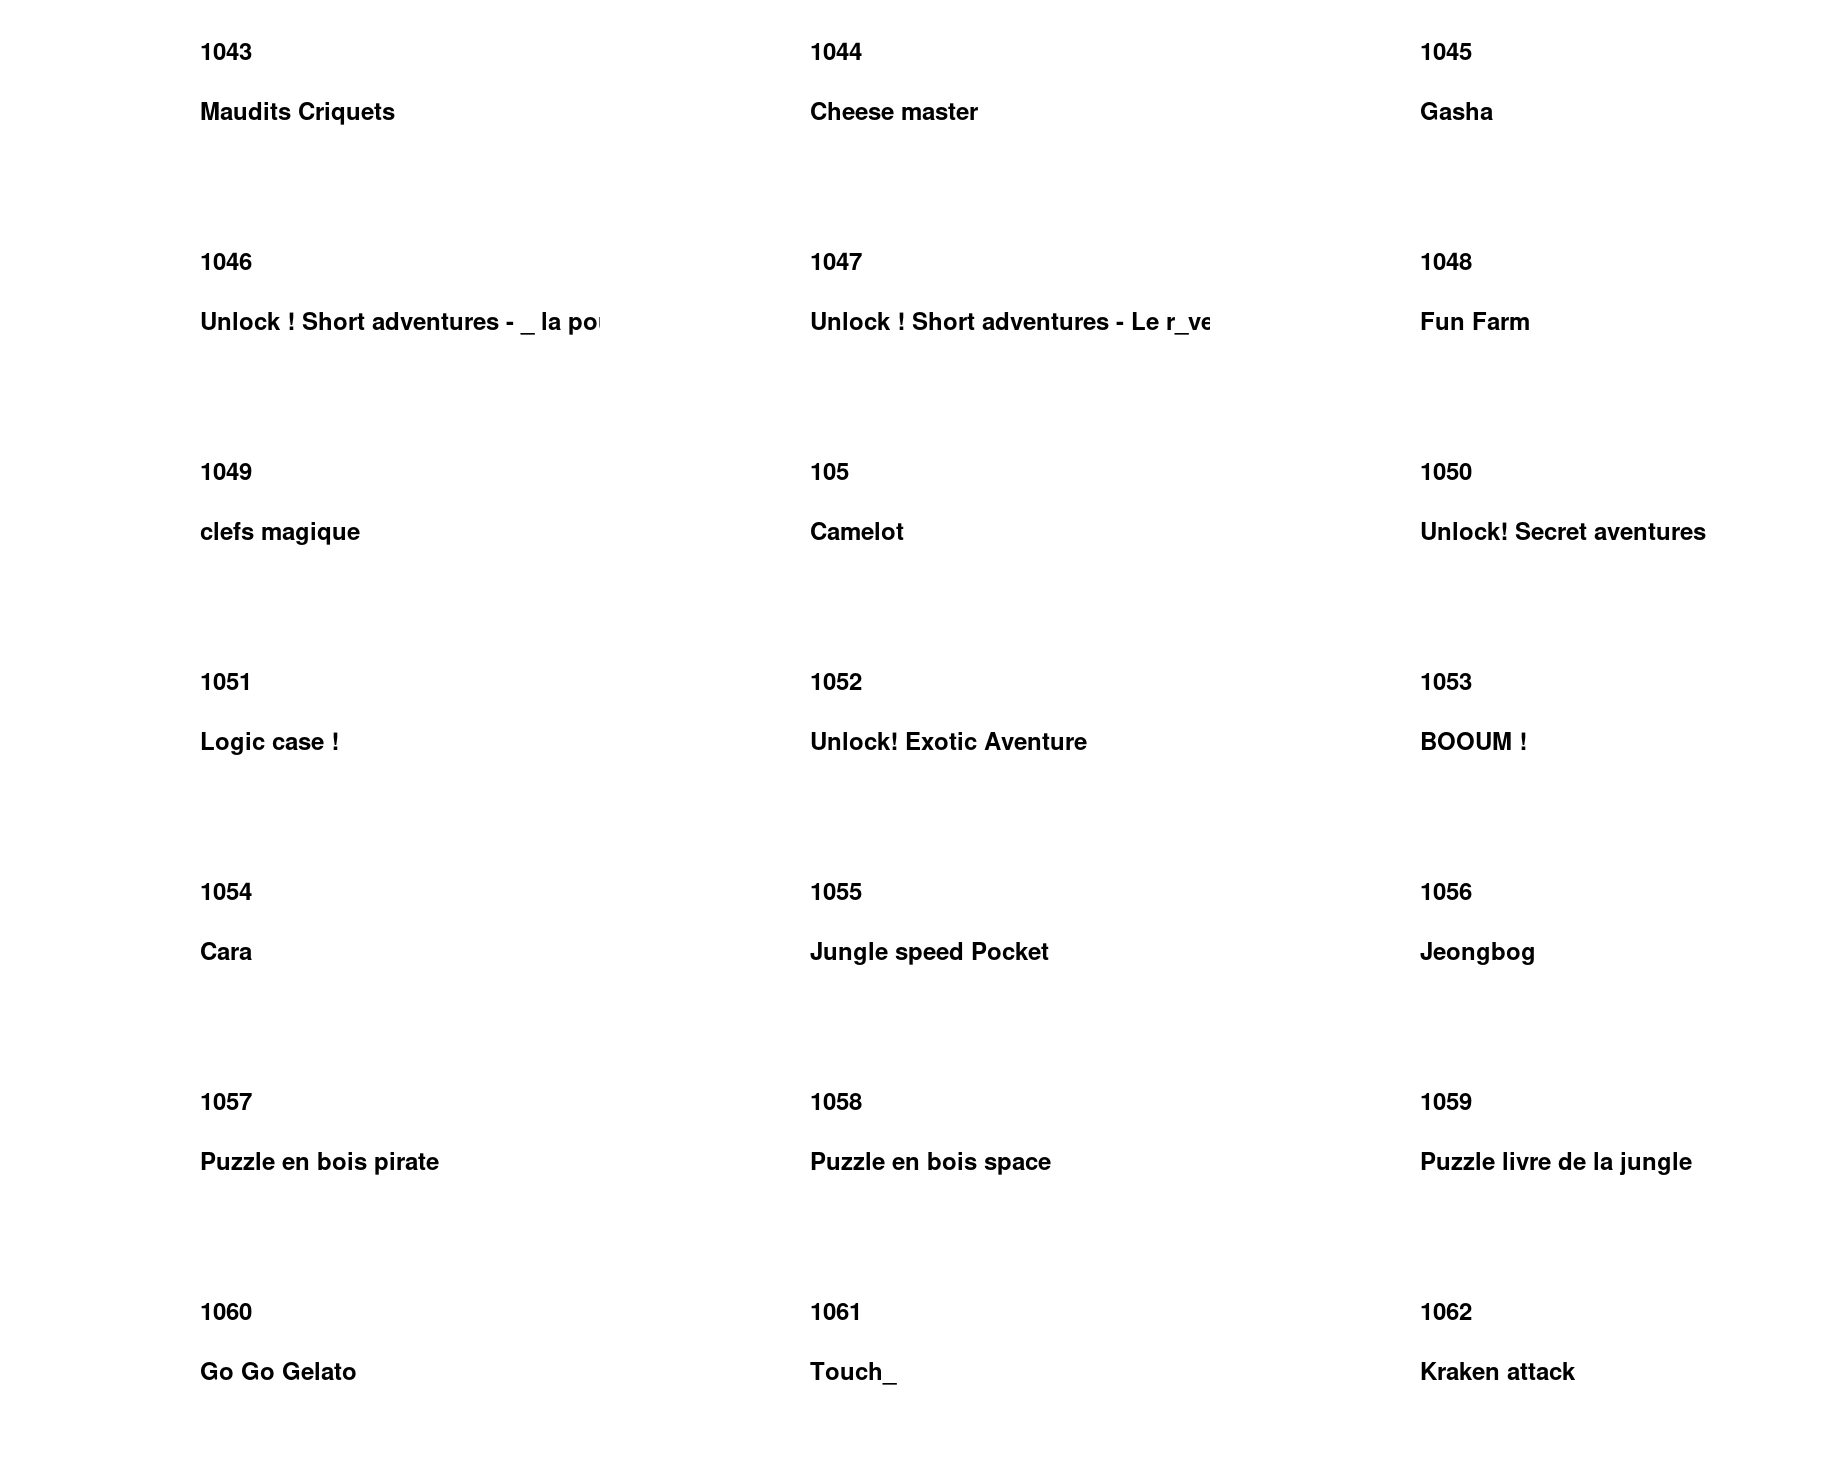 1043
Maudits Criquets
1044
Cheese master
1045
Gasha
1046
Unlock ! Short adventures - _ la
1047
Unlock ! Short adventures - Le r_ve
1048
Fun Farm
1049
clefs magique
105
Camelot
1050
Unlock! Secret aventures
1051
Logic case !
1052
Unlock! Exotic Aventure
1053
BOOUM !
1054
Cara
1055
Jungle speed Pocket
1056
Jeongbog
1057
Puzzle en bois pirate
1058
Puzzle en bois space
1059
Puzzle livre de la jungle
1060
Go Go Gelato
1061
Touch_
1062
Kraken attack